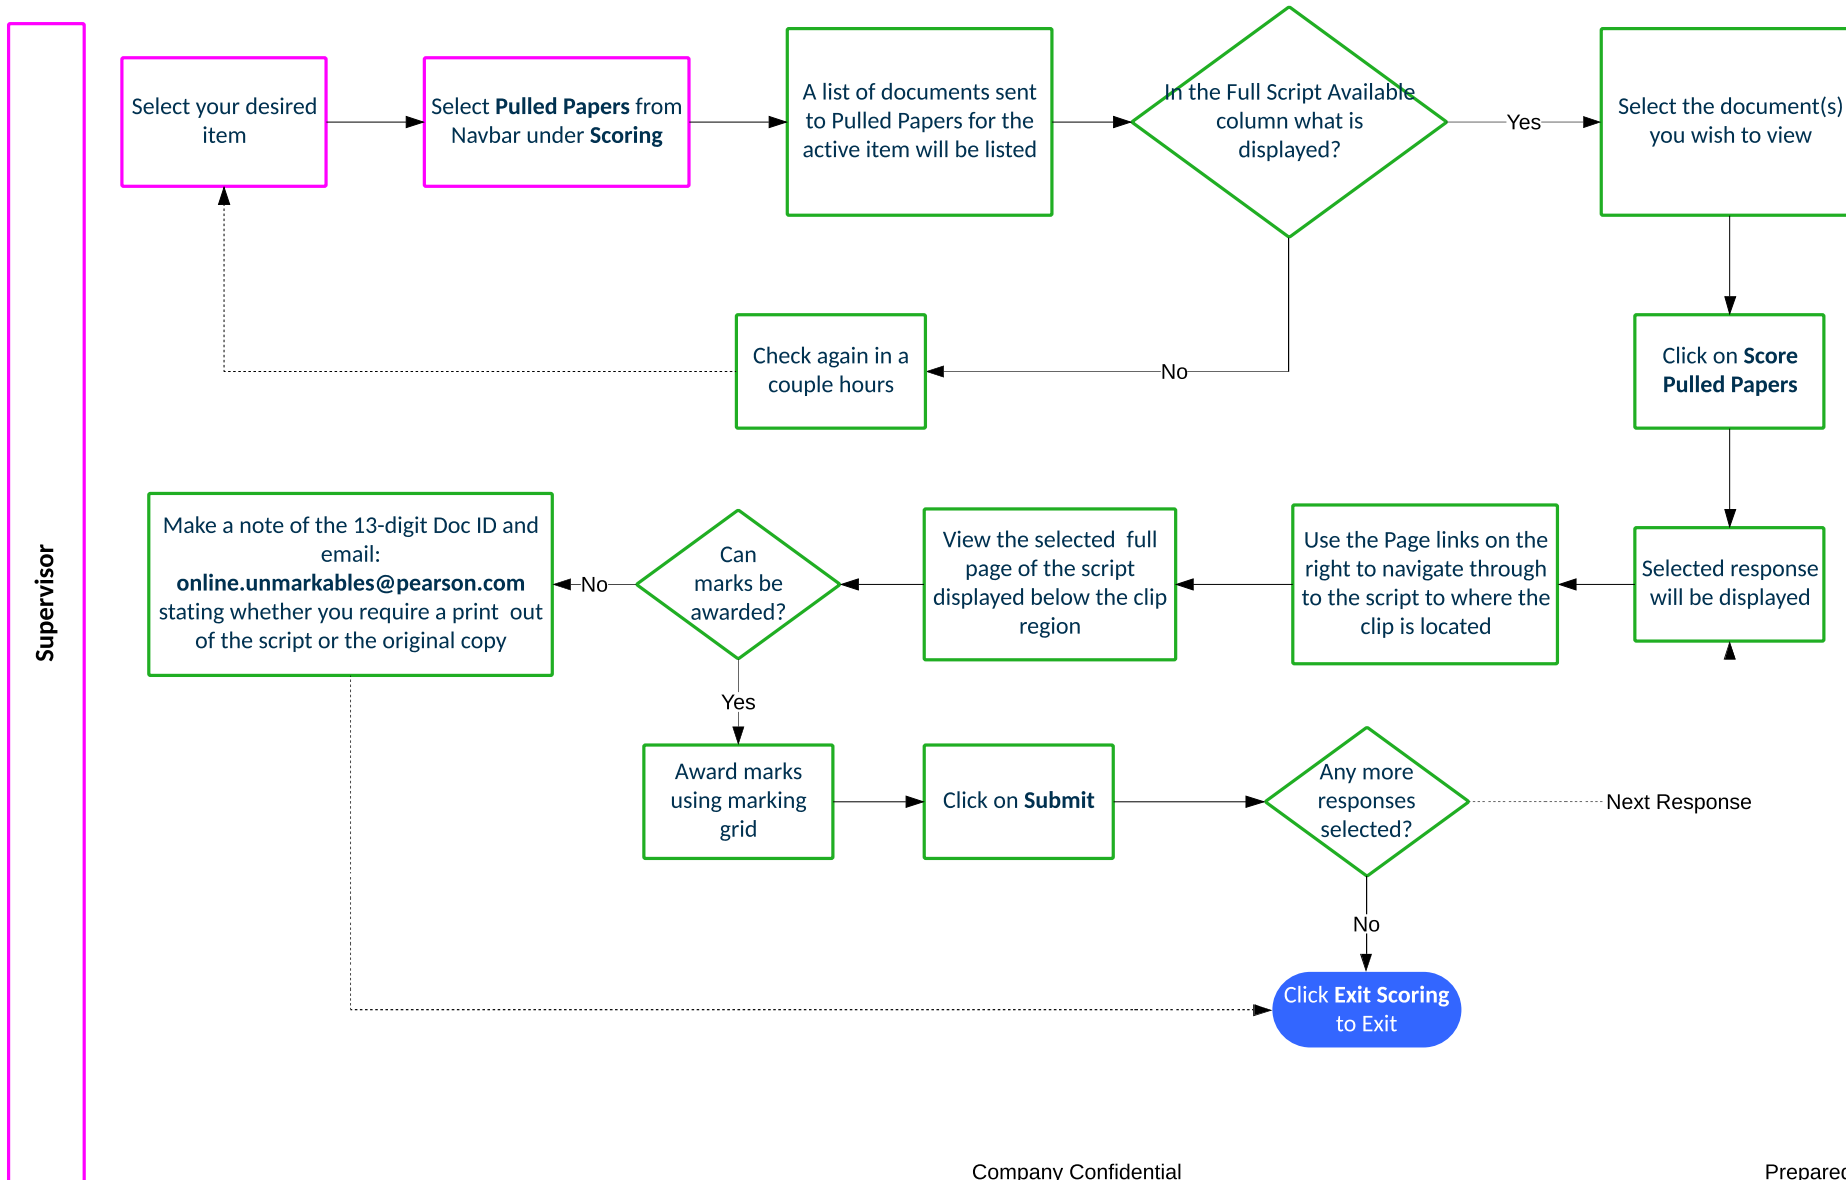 Supervisor
Select your desired
item
Select Pulled Papers from
Navbar under Scoring
A list of documents sent
to Pulled Papers for the
active item will be listed
In the Full Script Available
column what is
displayed?
Yes
Select the document(s)
you wish to view
Check again in a
couple hours
No
Click on Score
Pulled Papers
Make a note of the 13-digit Doc ID and
email:
online.unmarkables@pearson.com
stating whether you require a print  out
of the script or the original copy
No
Can
marks be
awarded?
View the selected  full
page of the script
displayed below the clip
region
Use the Page links on the
right to navigate through
to the script to where the
clip is located
Selected response
will be displayed
Yes
Award marks
using marking
grid
Click on Submit
Any more
responses
selected?
Next Response
No
Click Exit Scoring
to Exit
Company Confidential
Prepared